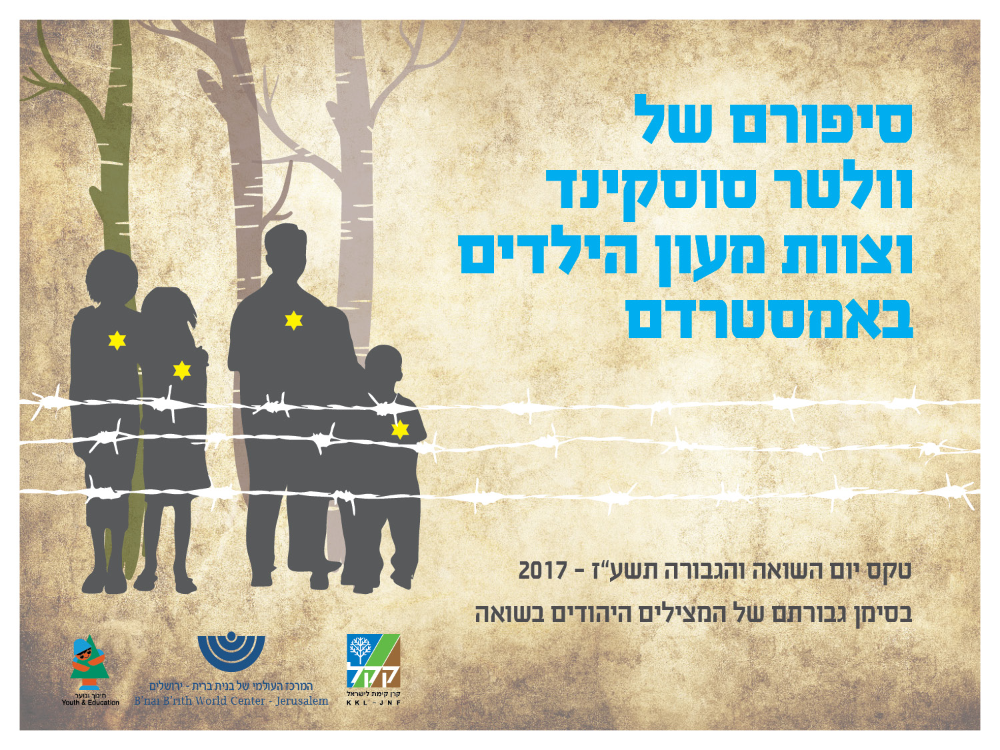 סיפורם של
וולטר סוסקינד
וצוות מעון הילדים
באמסטרדם
טקס יום השואה והגבורה תשע"ז - 2017
בסימן גבורתם של המצילים היהודים בשואה
קקל
קרן קימת לישראל
KKL - JNF
המרכז העולמי של בנית ברית - ירושלים
B'nai B'rith World Center - Jerusalem
חינוך ונוער
Youth & Education